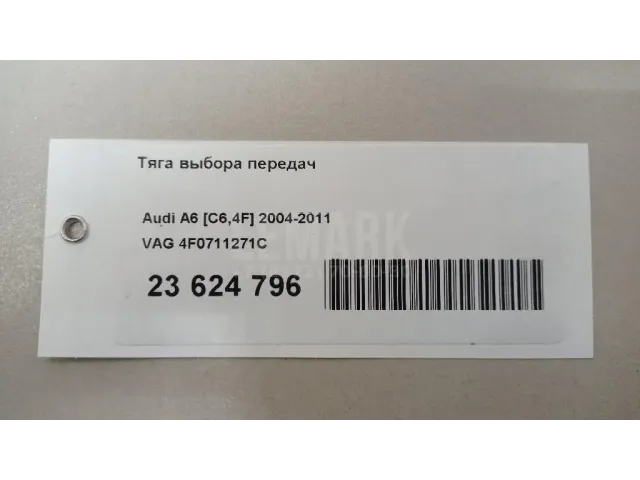 Тяга выбора передач
Audi A6 [C6,4F] 2004-2011
VAG 4F0711271C
23 624 796